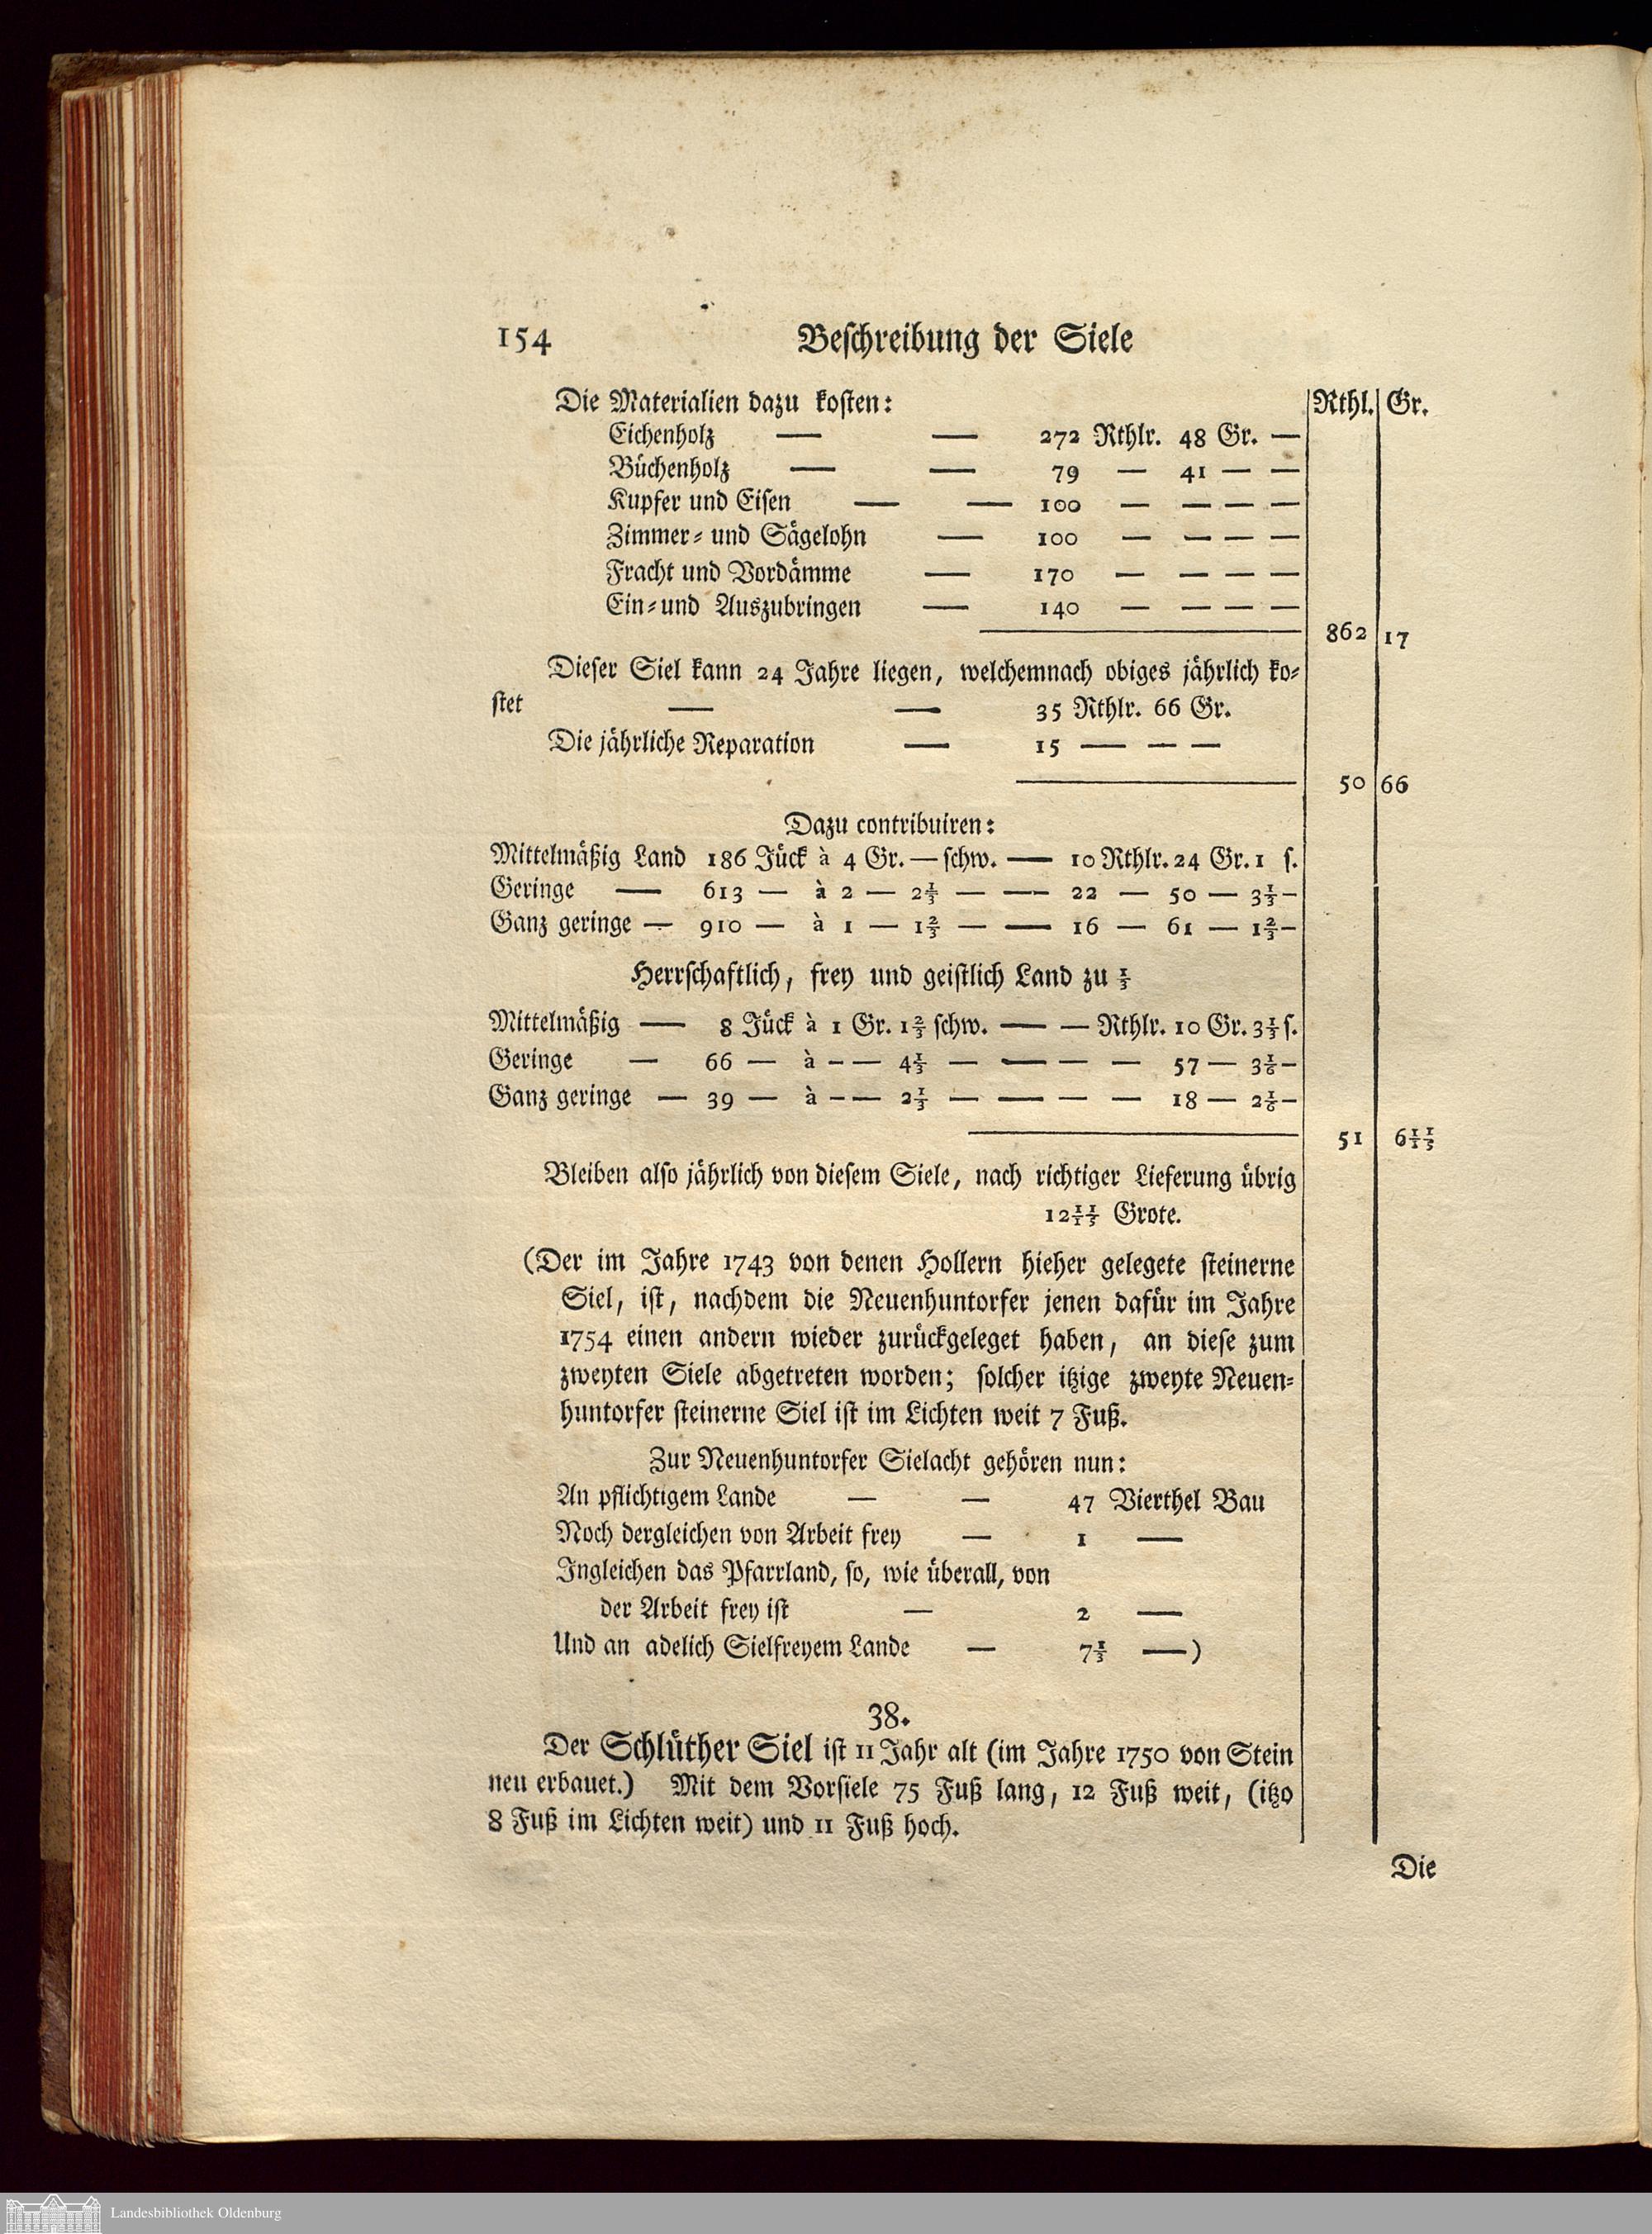 154 Beschreibung der Siele
Die Materialien dazu kosten: Rthl. Gr.
Eichenholz — — 272 Rthlr. 48 Gr. —
Büchenholz — — 79 — 41 — —
Kupfer und Eisen — — 100 — — — —
Zimmer- und Sägelohn — 100 — — — —
Fracht und Vordämme — 170 — — — —
Ein- und Auszubringen — 140 — — — —
862 17
Dieser Siel kann 24 Jahre liegen, welchemnach obiges jährlich ko-
stet — — 35 Rthlr. 66 Gr.
Die jährliche Reparation — 15 — — —
50 66
Dazu contribuiren:
Mittelmäßig Land 186 Jück à 4 Gr. — schw. — 10 Rthlr. 24 Gr. 1 s.
Geringe — 613 — à 2 — 2⅓ — — 22 — 50 — 3⅓ —
Ganz geringe — 910 — à 1 — 1⅔ — — 16 — 61 — 1⅔ —
Herrschaftlich, frey und geistlich Land zu ⅓
Mittelmäßig — 8 Jück à 1 Gr. 1⅔ schw. — — Rthlr. 10 Gr. 3⅓ s.
Geringe — 66 — à - — 4⅓ — — — — 57 — 3⅙ —
Ganz geringe — 39 — à - — 2⅓ — — — — 18 — 2⅙ —
51 6 1/1 1/5
Bleiben also jährlich von diesem Siele, nach richtiger Lieferung übrig
12 1/1 1/5 Grote.
(Der im Jahre 1743 von denen Hollern hieher gelegete steinerne
Siel, ist, nachdem die Neuenhuntorfer jenen dafür im Jahre
1754 einen andern wieder zurückgeleget haben, an diese zum
zweyten Siele abgetreten worden; solcher itzige zweyte Neuen-
huntorfer steinerne Siel ist im Lichten weit 7 Fuß.
Zur Neuenhuntorfer Sielacht gehören nun:
An pflichtigem Lande — — 47 Vierthel Bau
Noch dergleichen von Arbeit frey — 1 —
Ingleichen das Pfarrland, so, wie überall, von
der Arbeit frey ist — 2 —
Und an adelich Sielfreyem Lande — 7⅓ —)
38.
Der Schlüther Siel ist 11 Jahr alt (im Jahre 1750 von Stein
neu erbauet.) Mit dem Vorsiele 75 Fuß lang, 12 Fuß weit, (itzo
8 Fuß im Lichten weit) und 11 Fuß hoch.
Die
Landesbibliothek Oldenburg